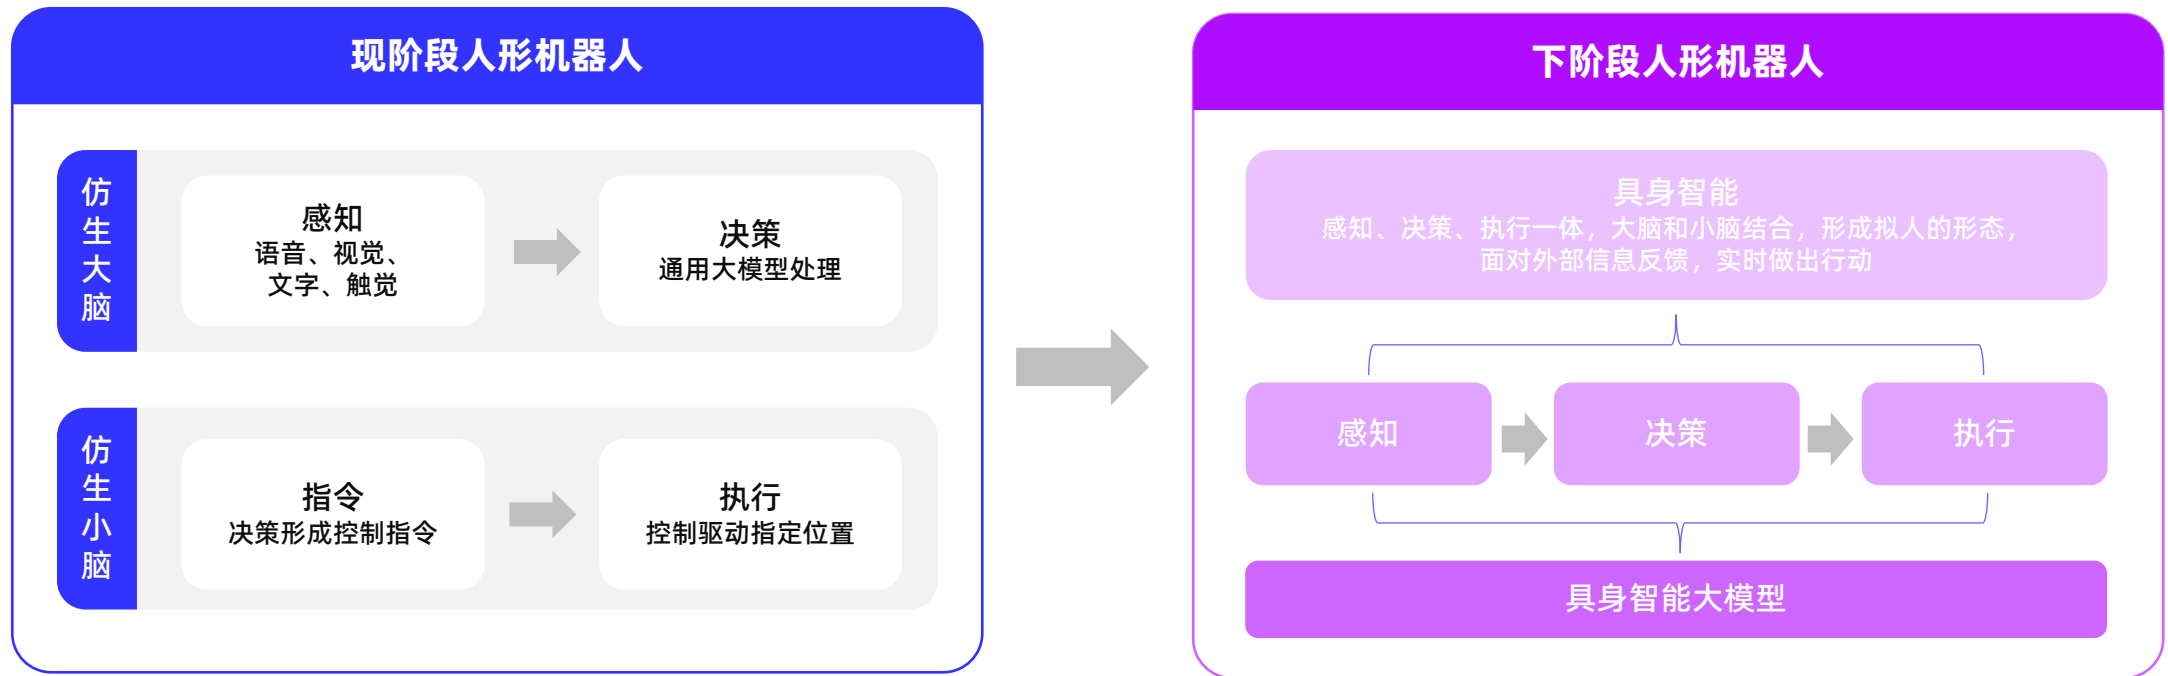 现阶段人形机器人
仿生大脑
感知
语音、视觉、
文字、触觉
决策
通用大模型处理
仿生小脑
指令
决策形成控制指令
执行
控制驱动指定位置
下阶段人形机器人
具身智能
感知、决策、执行一体，大脑和小脑结合，形成拟人的形态，
面对外部信息反馈，实时做出行动
感知
决策
执行
具身智能大模型